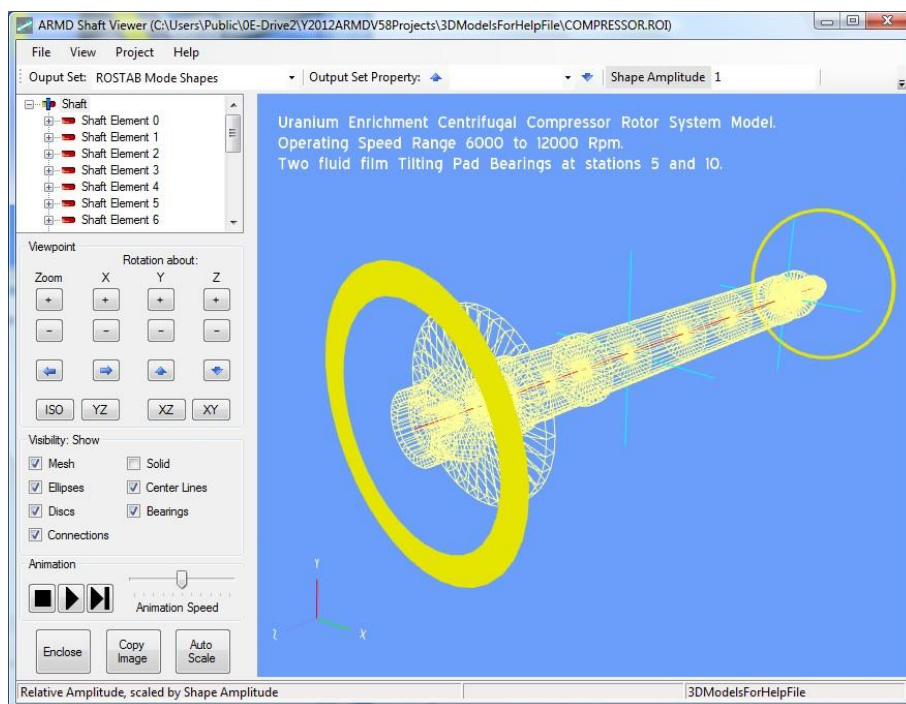 ARMD Shaft Viewer (C:\Users\Public\0E-Drive2\Y2012ARMDV58Projects\3DModelsForHelpFile\COMPRESSOR.ROI)
File View Project Help
Ouput Set: ROSTAB Mode Shapes Output Set Property: Shape Amplitude 1
Shaft
Shaft Element 0
Shaft Element 1
Shaft Element 2
Shaft Element 3
Shaft Element 4
Shaft Element 5
Shaft Element 6
Uranium Enrichment Centrifugal Compressor Rotor System Model.
Operating Speed Range 6000 to 12000 Rpm.
Two fluid film Tilting Pad Bearings at stations 5 and 10.
Viewpoint
Rotation about:
Zoom X Y Z
+ + + +
- - - -
ISO YZ XZ XY
Visibility: Show
Mesh Solid
Ellipses Center Lines
Discs Bearings
Connections
Animation
Animation Speed
Enclose Copy Image Auto Scale
Y
Z X
Relative Amplitude, scaled by Shape Amplitude 3DModelsForHelpFile